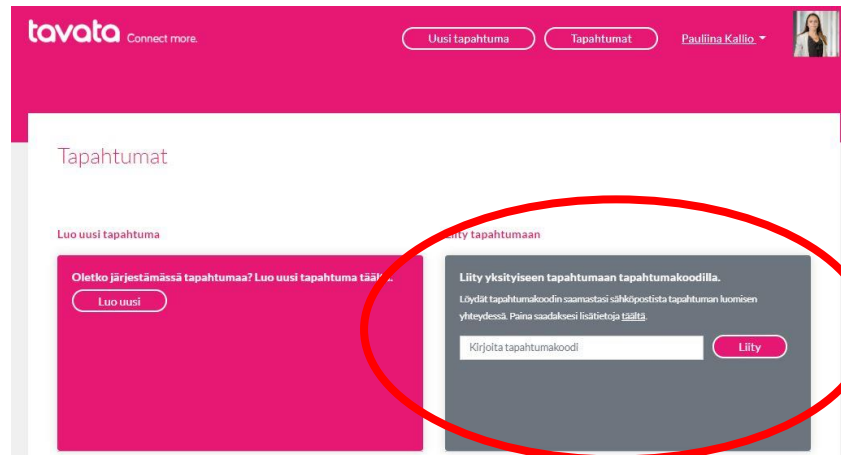 tavata Connect more.
Uusi tapahtuma
Tapahtumat
Pauliina Kallio
Tapahtumat
Luo uusi tapahtuma
Liity tapahtumaan
Oletko järjestämässä tapahtumaa? Luo uusi tapahtuma täältä.
Luo uusi
Liity yksityiseen tapahtumaan tapahtumakoodilla.
Löydät tapahtumakoodin saamastasi sähköpostista tapahtuman luomisen
yhteydessä. Paina saadaksesi lisätietoja täältä.
Kirjoita tapahtumakoodi
Liity